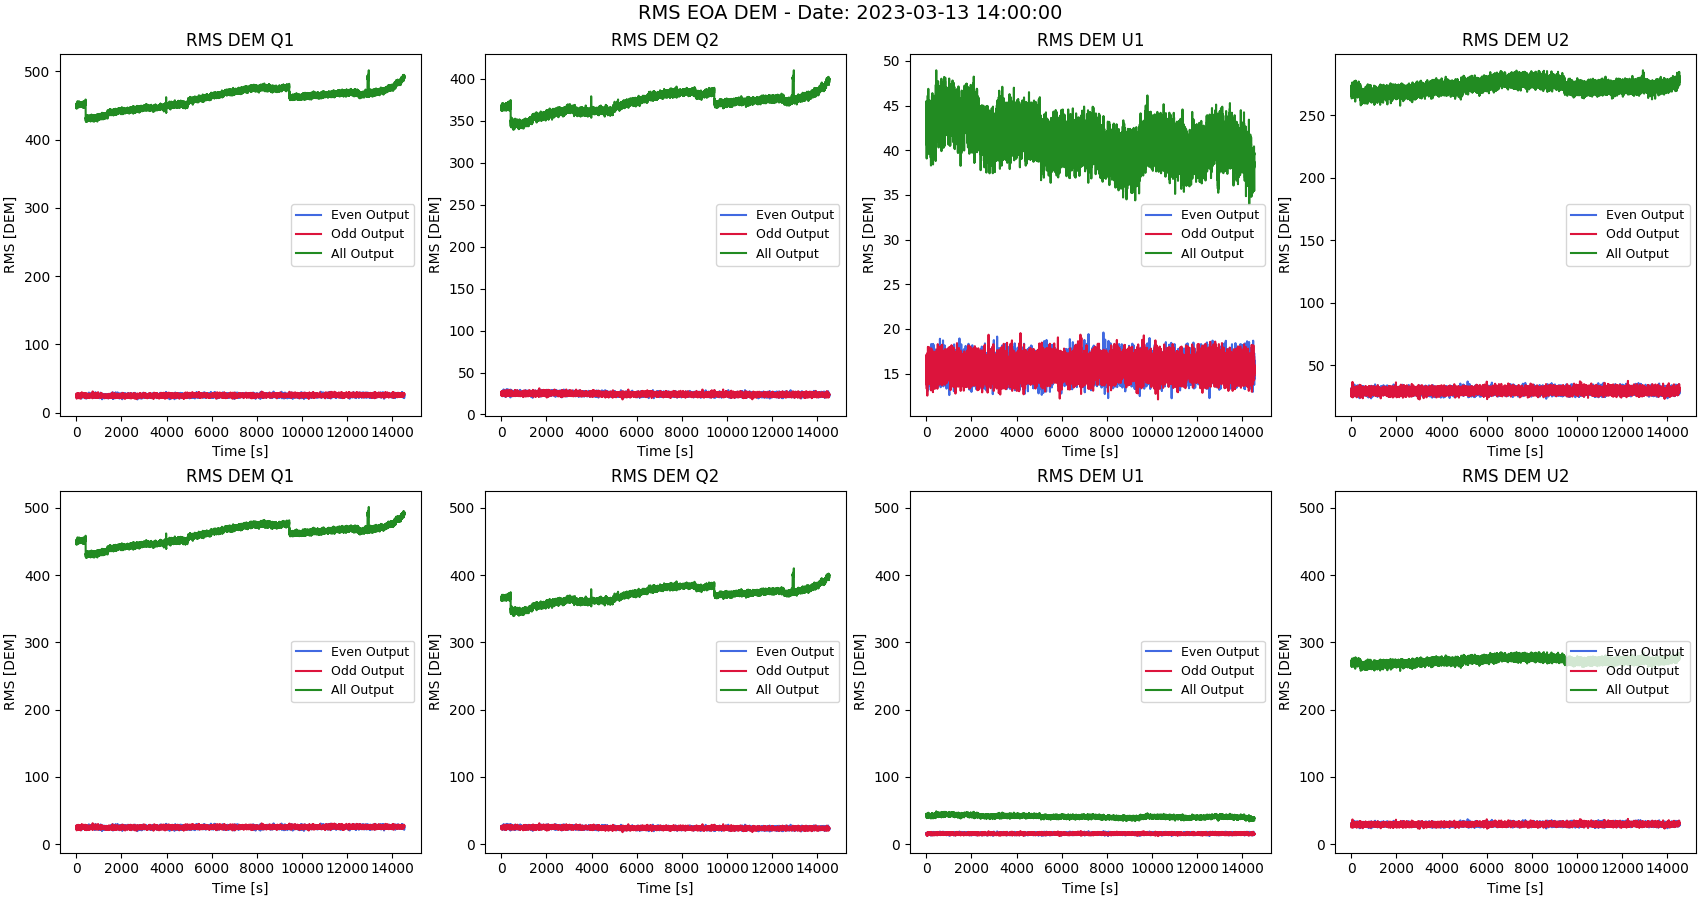 RMS EOA DEM - Date: 2023-03-13 14:00:00
RMS DEM Q1
RMS [DEM]
500
400
300
200
100
0
Even Output
Odd Output
All Output
0 2000 4000 6000 8000 10000 12000 14000
Time [s]
RMS DEM Q2
RMS [DEM]
400
350
300
250
200
150
100
50
0
Even Output
Odd Output
All Output
0 2000 4000 6000 8000 10000 12000 14000
Time [s]
RMS DEM U1
RMS [DEM]
50
45
40
35
30
25
20
15
Even Output
Odd Output
All Output
0 2000 4000 6000 8000 10000 12000 14000
Time [s]
RMS DEM U2
RMS [DEM]
250
200
150
100
50
Even Output
Odd Output
All Output
0 2000 4000 6000 8000 10000 12000 14000
Time [s]
RMS DEM Q1
RMS [DEM]
500
400
300
200
100
0
Even Output
Odd Output
All Output
0 2000 4000 6000 8000 10000 12000 14000
Time [s]
RMS DEM Q2
RMS [DEM]
500
400
300
200
100
0
Even Output
Odd Output
All Output
0 2000 4000 6000 8000 10000 12000 14000
Time [s]
RMS DEM U1
RMS [DEM]
500
400
300
200
100
0
Even Output
Odd Output
All Output
0 2000 4000 6000 8000 10000 12000 14000
Time [s]
RMS DEM U2
RMS [DEM]
500
400
300
200
100
0
Even Output
Odd Output
All Output
0 2000 4000 6000 8000 10000 12000 14000
Time [s]